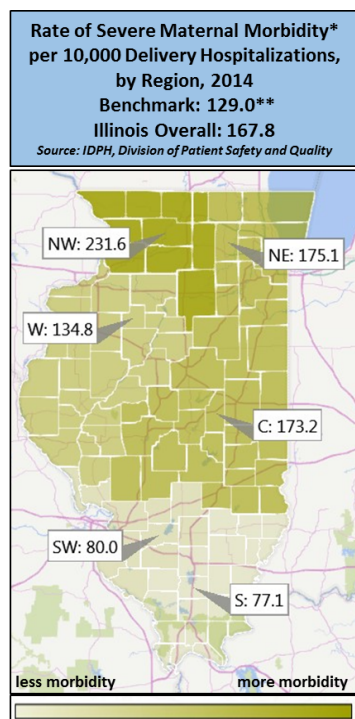 Rate of Severe Maternal Morbidity*
per 10,000 Delivery Hospitalizations,
by Region, 2014
Benchmark: 129.0**
Illinois Overall: 167.8
Source: IDPH, Division of Patient Safety and Quality
NW: 231.6
NE: 175.1
W: 134.8
C: 173.2
SW: 80.0
S: 77.1
less morbidity more morbidity